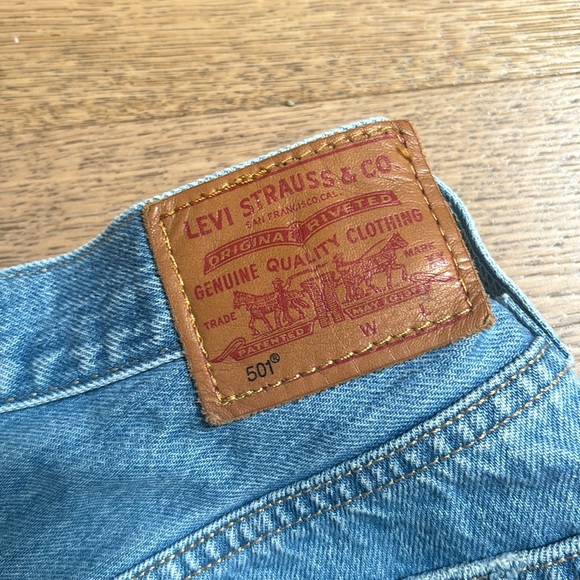 LEVI STRAUSS & CO.
SAN FRANCISCO, CAL.
ORIGINAL RIVETED
GENUINE QUALITY CLOTHING
TRADE MARK
PATENTED
501® W L